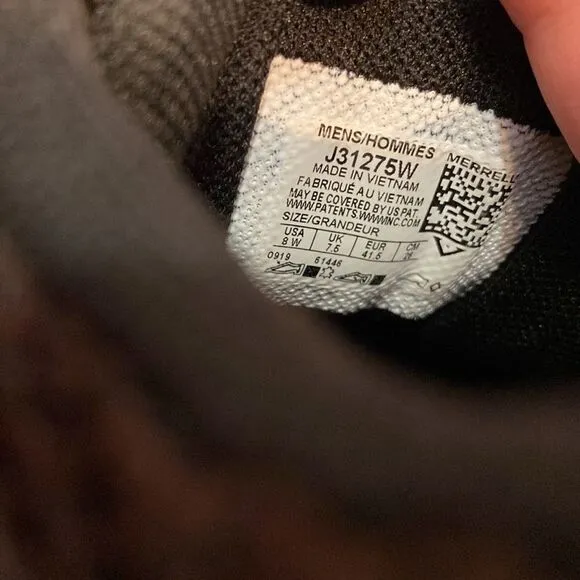 MENS/HOMMES
J31275W
MERRELL
MADE IN VIETNAM
FABRIQUÉ AU VIETNAM
MAY BE COVERED BY US PAT.
WWW.PATENTS.WWWINC.COM
SIZE/GRANDEUR
USA UK EUR CM
8 W 7.5 41.5 26
0919 51446